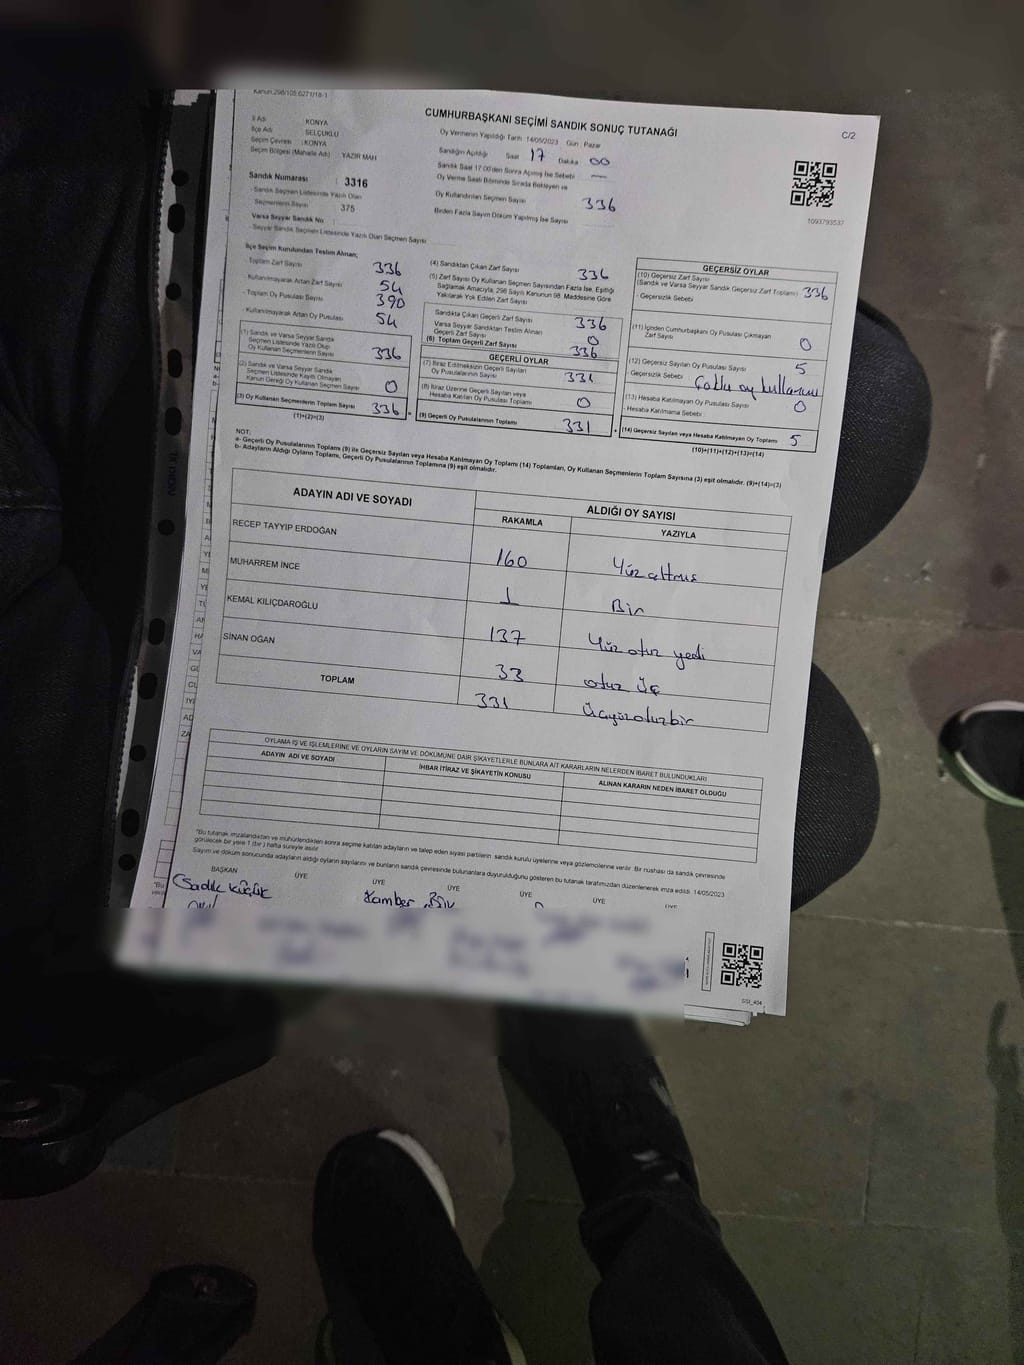 Kanun:298/105,6271/18-1
CUMHURBAŞKANI SEÇİMİ SANDIK SONUÇ TUTANAĞI
C/2
İl Adı : KONYA
İlçe Adı : SELÇUKLU
Seçim Çevresi : KONYA
Seçim Bölgesi (Mahalle Adı) : YAZIR MAH
Sandık Numarası : 3316
- Sandık Seçmen Listesinde Yazılı Olan
Seçmenlerin Sayısı : 375
Varsa Seyyar Sandık No :
- Seyyar Sandık Seçmen Listesinde Yazılı Olan Seçmen Sayısı
Oy Vermenin Yapıldığı Tarih 14/05/2023 Gün : Pazar
Sandığın Açıldığı Saat 17 Dakika 00
Sandık Saat 17.00'den Sonra Açılmış İse Sebebi —
Oy Verme Saati Bitiminde Sırada Bekleyen ve
Oy Kullandırılan Seçmen Sayısı 336
Birden Fazla Sayım Döküm Yapılmış İse Sayısı
1093793537
İlçe Seçim Kurulundan Teslim Alınan;
- Toplam Zarf Sayısı 336
- Kullanılmayarak Artan Zarf Sayısı 54
- Toplam Oy Pusulası Sayısı 390
- Kullanılmayarak Artan Oy Pusulası 54
(1) Sandık ve Varsa Seyyar Sandık
Seçmen Listesinde Yazılı Olup
Oy Kullanan Seçmenlerin Sayısı 336
(2) Sandık ve Varsa Seyyar Sandık
Seçmen Listesinde Kayıtlı Olmayan
Kanun Gereği Oy Kullanan Seçmen Sayısı 0
(3) Oy Kullanan Seçmenlerin Toplam Sayısı 336
(1)+(2)=(3)
(4) Sandıktan Çıkan Zarf Sayısı 336
(5) Zarf Sayısı Oy Kullanan Seçmen Sayısından Fazla İse, Eşitliği
Sağlamak Amacıyla, 298 Sayılı Kanunun 98. Maddesine Göre
Yakılarak Yok Edilen Zarf Sayısı
Sandıkta Çıkan Geçerli Zarf Sayısı 336
Varsa Seyyar Sandıktan Teslim Alınan
Geçerli Zarf Sayısı 0
(6) Toplam Geçerli Zarf Sayısı 336
GEÇERLİ OYLAR
(7) İtiraz Edilmeksizin Geçerli Sayılan
Oy Pusulalarının Sayısı 331
(8) İtiraz Üzerine Geçerli Sayılan veya
Hesaba Katılan Oy Pusulası Toplamı 0
(9) Geçerli Oy Pusulalarının Toplamı 331
GEÇERSİZ OYLAR
(10) Geçersiz Zarf Sayısı
(Sandık ve Varsa Seyyar Sandık Geçersiz Zarf Toplamı) 336
- Geçersizlik Sebebi
(11) İçinden Cumhurbaşkanı Oy Pusulası Çıkmayan
Zarf Sayısı 0
(12) Geçersiz Sayılan Oy Pusulası Sayısı 5
- Geçersizlik Sebebi : Çoklu oy kullanımı
(13) Hesaba Katılmayan Oy Pusulası Sayısı 0
- Hesaba Katılmama Sebebi :
(14) Geçersiz Sayılan veya Hesaba Katılmayan Oy Toplamı 5
(10)+(11)+(12)+(13)=(14)
NOT:
a- Geçerli Oy Pusulalarının Toplamı (9) ile Geçersiz Sayılan veya Hesaba Katılmayan Oy Toplamı (14) Toplamları, Oy Kullanan Seçmenlerin Toplam Sayısına (3) eşit olmalıdır. (9)+(14)=(3)
b- Adayların Aldığı Oyların Toplamı, Geçerli Oy Pusulalarının Toplamına (9) eşit olmalıdır.
ADAYIN ADI VE SOYADI ALDIĞI OY SAYISI
RAKAMLA YAZIYLA
RECEP TAYYIP ERDOĞAN 160 Yüz altmış
MUHARREM İNCE 1 Bir
KEMAL KILIÇDAROĞLU 137 Yüz otuz yedi
SİNAN OĞAN 33 otuz üç
TOPLAM 331 Üçyüzotuzbir
OYLAMA İŞ VE İŞLEMLERİNE VE OYLARIN SAYIM VE DÖKÜMÜNE DAİR ŞİKAYETLERLE BUNLARA AİT KARARLARIN NELERDEN İBARET BULUNDUKLARI
ADAYIN ADI VE SOYADI İHBAR İTİRAZ VE ŞİKAYETİN KONUSU ALINAN KARARIN NEDEN İBARET OLDUĞU
"Bu tutanak imzalandıktan ve mühürlendikten sonra seçime katılan adayların ve talep eden siyasi partilerin sandık kurulu üyelerine veya gözlemcilerine verilir. Bir nüshası da sandık çevresinde
görülecek bir yere 1 (bir) hafta süreyle asılır.
Sayım ve döküm sonucunda adayların aldığı oyların sayılarını ve bunların sandık çevresinde bulunanlara duyurulduğunu gösteren bu tutanak tarafımızdan düzenlenerek imza edildi. 14/05/2023
BAŞKAN ÜYE ÜYE ÜYE ÜYE ÜYE ÜYE
Sadık Küçük Kamber
SSİ_404